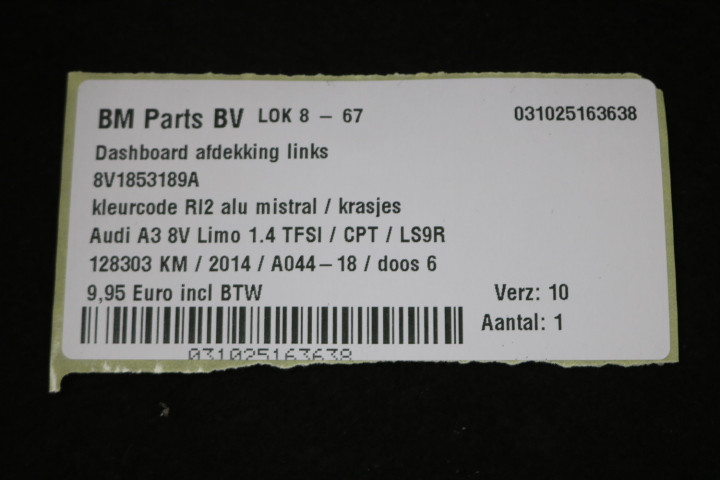 BM Parts BV LOK 8 – 67 031025163638
Dashboard afdekking links
8V1853189A
kleurcode RI2 alu mistral / krasjes
Audi A3 8V Limo 1.4 TFSI / CPT / LS9R
128303 KM / 2014 / A044–18 / doos 6
9,95 Euro incl BTW Verz: 10
Aantal: 1
031025163638